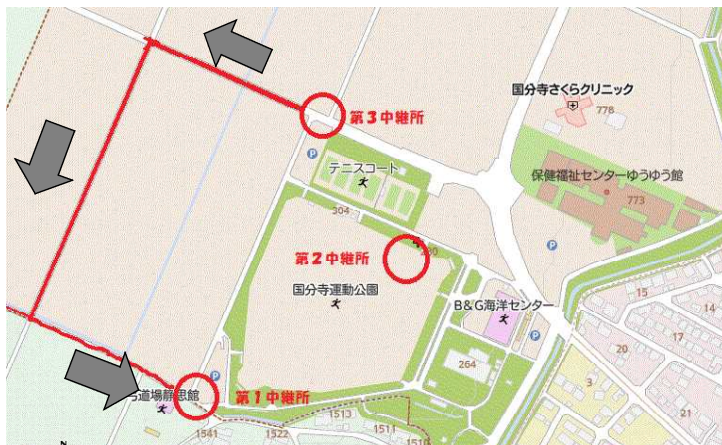 国分寺さくらクリニック
778
第3中継所
P
テニスコート
保健福祉センターゆうゆう館
773
304
P
第2中継所
国分寺運動公園
B&G海洋センター
P
15
14
17
20
264
3
21
P
弓道場静思館
第1中継所
1513
1511
1510
1541
1522